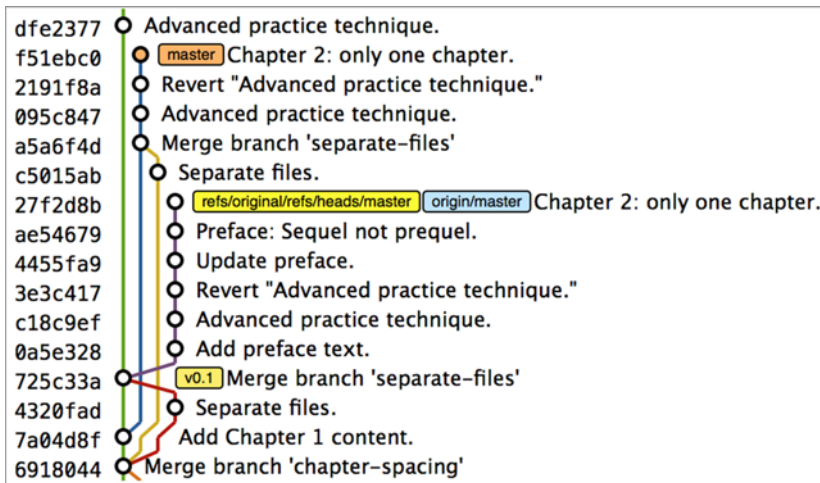 dfe2377 Advanced practice technique.
f51ebc0 master Chapter 2: only one chapter.
2191f8a Revert "Advanced practice technique."
095c847 Advanced practice technique.
a5a6f4d Merge branch 'separate-files'
c5015ab Separate files.
27f2d8b refs/original/refs/heads/master origin/master Chapter 2: only one chapter.
ae54679 Preface: Sequel not prequel.
4455fa9 Update preface.
3e3c417 Revert "Advanced practice technique."
c18c9ef Advanced practice technique.
0a5e328 Add preface text.
725c33a v0.1 Merge branch 'separate-files'
4320fad Separate files.
7a04d8f Add Chapter 1 content.
6918044 Merge branch 'chapter-spacing'